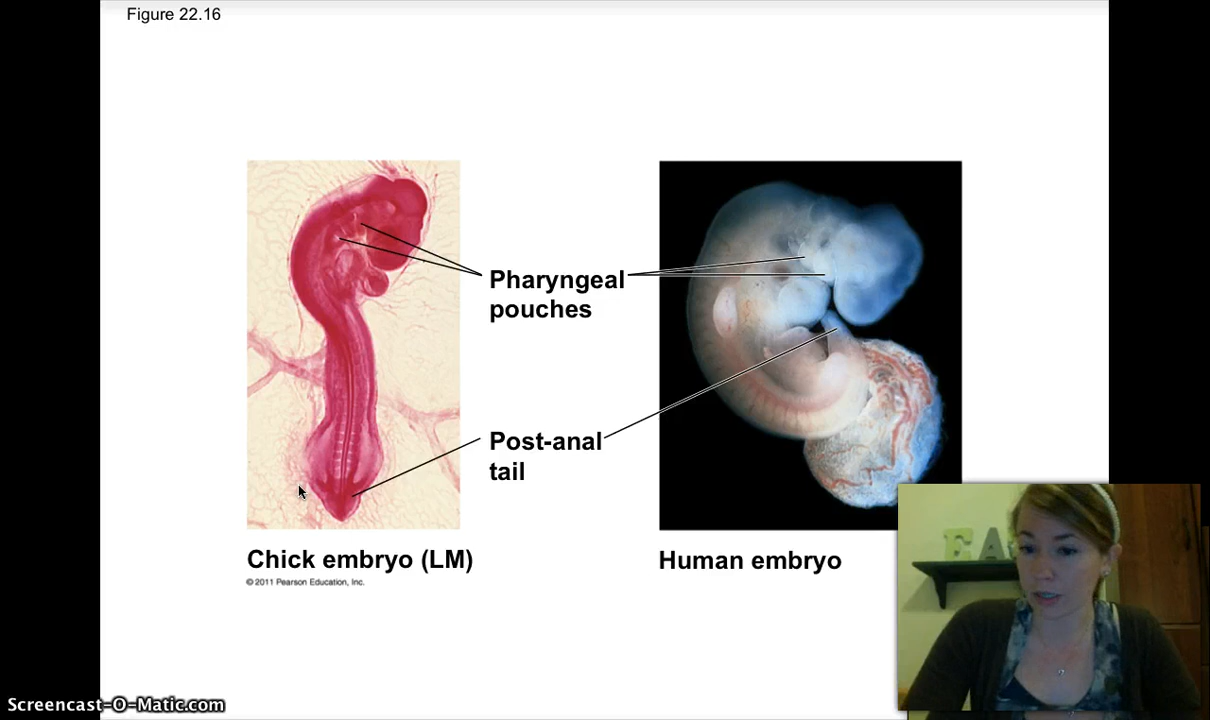 Figure 22.16
Pharyngeal
pouches
Post-anal
tail
Chick embryo (LM)
Human embryo
© 2011 Pearson Education, Inc.
EA
Screencast-O-Matic.com